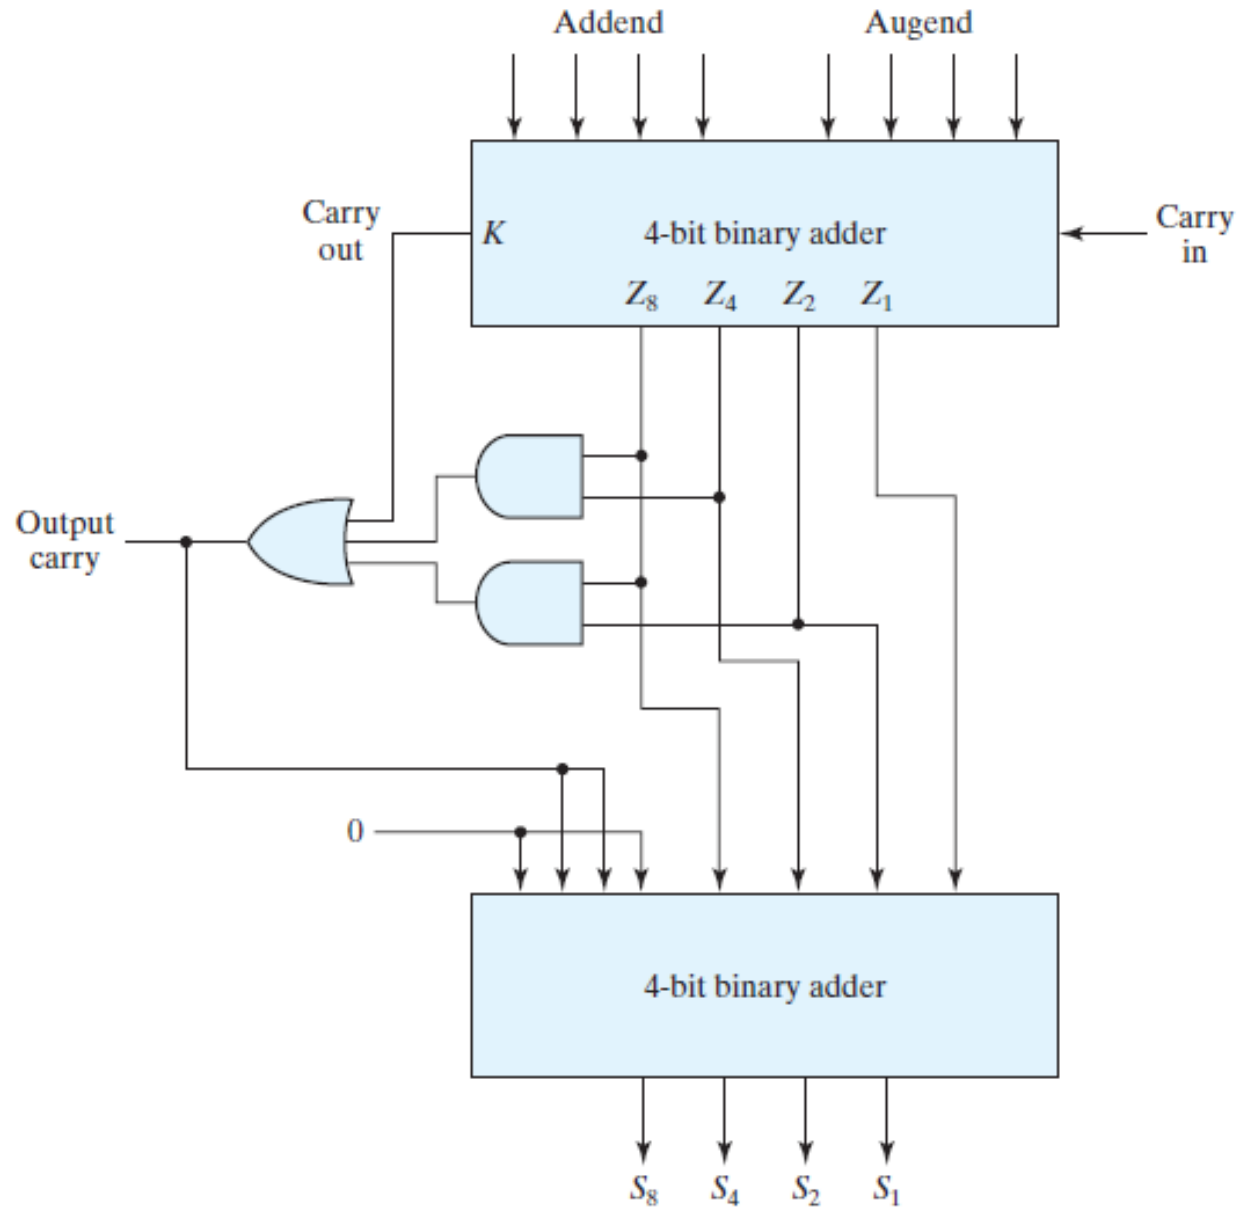 Addend
Augend
Carry
out
K
4-bit binary adder
Carry
in
Z8 Z4 Z2 Z1
Output
carry
0
4-bit binary adder
S8 S4 S2 S1